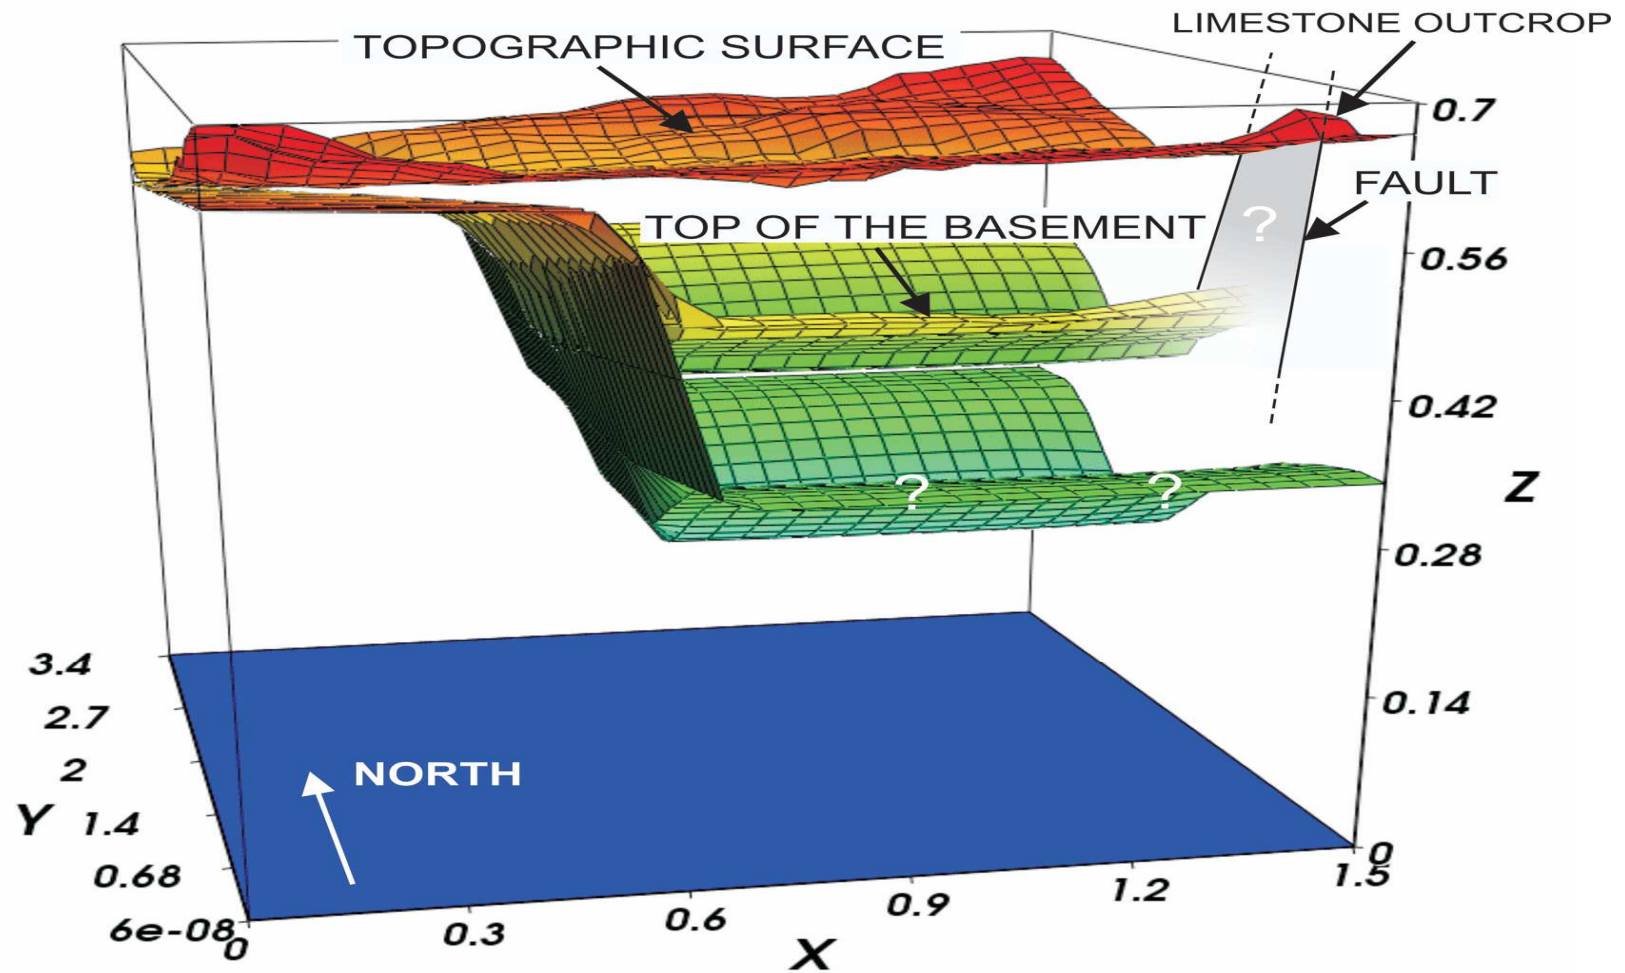 LIMESTONE OUTCROP
TOPOGRAPHIC SURFACE
0.7
FAULT
?
TOP OF THE BASEMENT
0.56
0.42
Z
?
?
0.28
3.4
0.14
2.7
2
NORTH
Y
1.4
0.68
0
1.5
1.2
0.9
0.6
0.3
6e-08
0
X